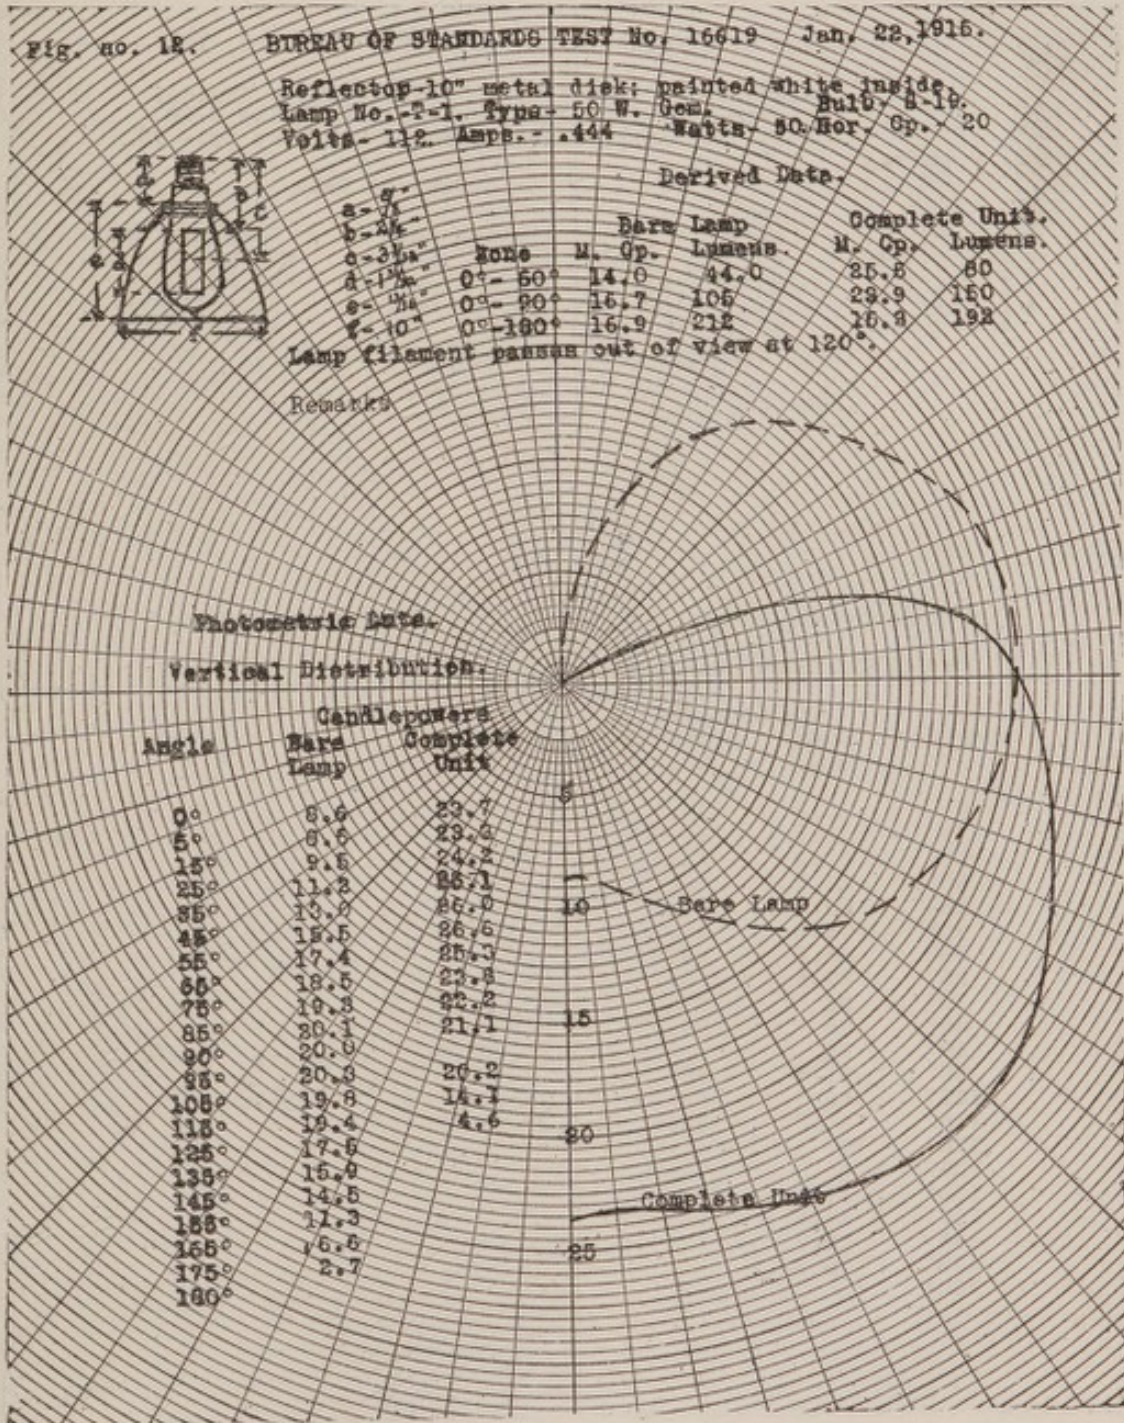 Fig. no. 12. BUREAU OF STANDARDS TEST No. 16619 Jan. 22,1915.
Reflector-10" metal disk; painted white inside.
Lamp No.-P-1. Type- 50 W. Gem. Bulb- S-19.
Volts- 112. Amps.- .444 Watts- 50. Hor. Cp.- 20
Derived Data.
Bare Lamp Complete Unit.
Zone M. Cp. Lumens. M. Cp. Lumens.
0°- 60° 14.0 44.0 25.5 80
0°- 90° 16.7 105 23.9 150
0°-180° 16.9 212 15.3 192
a-
b-
c-
d-
e-
f- 10"
Lamp filament passes out of view at 120°.
Remarks
Photometric Data.
Vertical Distribution.
Candlepowers
Angle Bare Lamp Complete Unit
0° 8.6 23.7
5° 8.6 23.3
15° 9.5 24.2
25° 11.2 25.1
35° 13.0 26.0
45° 15.5 26.6
55° 17.4 25.3
65° 18.5 23.8
75° 19.3 22.2
85° 20.1 21.1
90° 20.0
95° 20.3 20.2
105° 19.8 14.1
115° 19.4 4.6
125° 17.6
135° 15.9
145° 14.5
155° 11.3
165° 6.6
175° 2.7
180°
5
10
15
20
25
Bare Lamp
Complete Unit